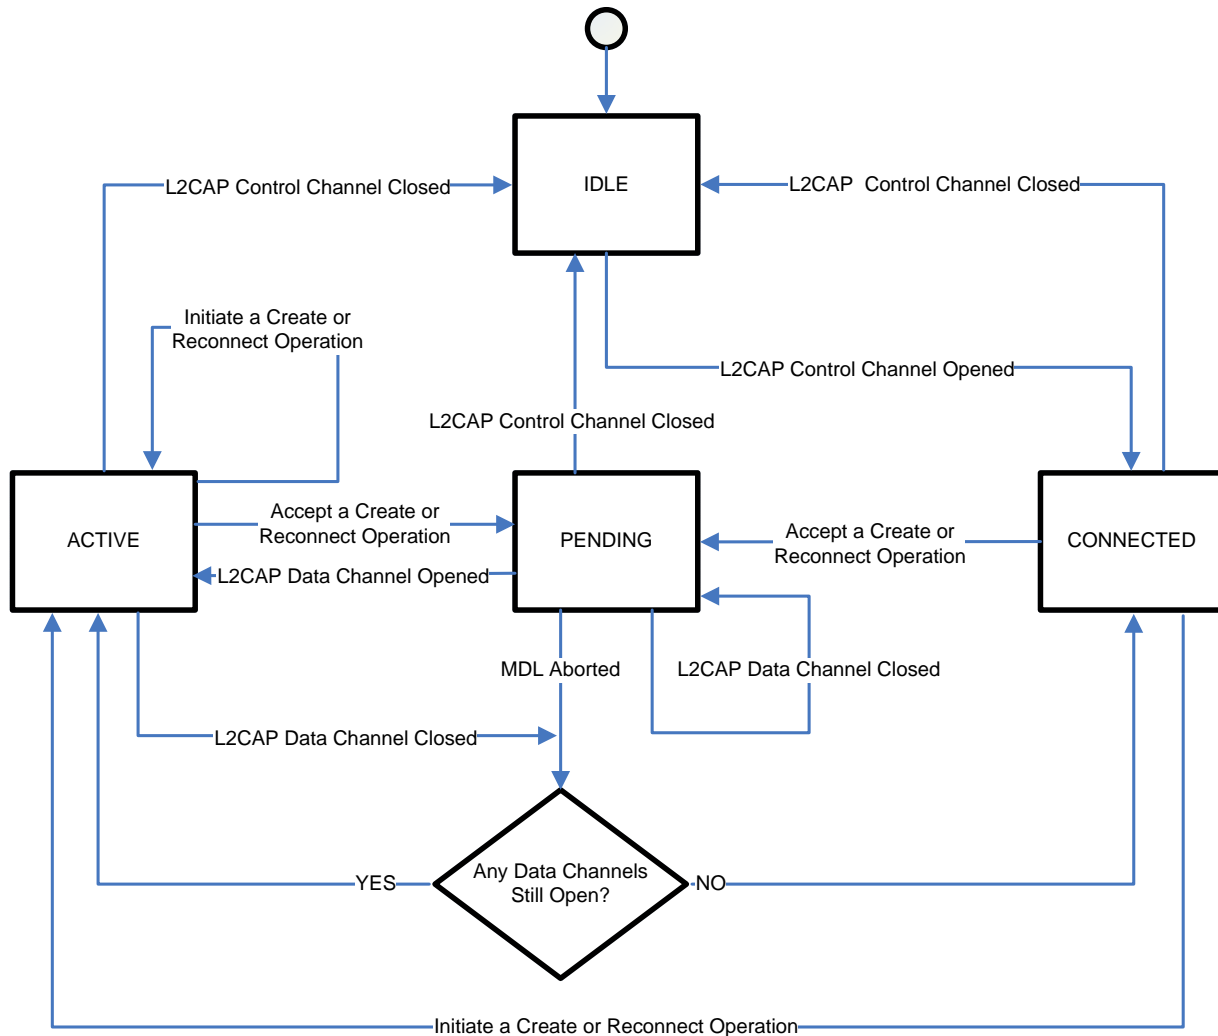 IDLE
L2CAP Control Channel Closed
L2CAP  Control Channel Closed
Initiate a Create or
Reconnect Operation
L2CAP Control Channel Opened
L2CAP Control Channel Closed
ACTIVE
Accept a Create or
Reconnect Operation
PENDING
Accept a Create or
Reconnect Operation
CONNECTED
L2CAP Data Channel Opened
MDL Aborted
L2CAP Data Channel Closed
L2CAP Data Channel Closed
Any Data Channels
Still Open?
YES
NO
Initiate a Create or Reconnect Operation